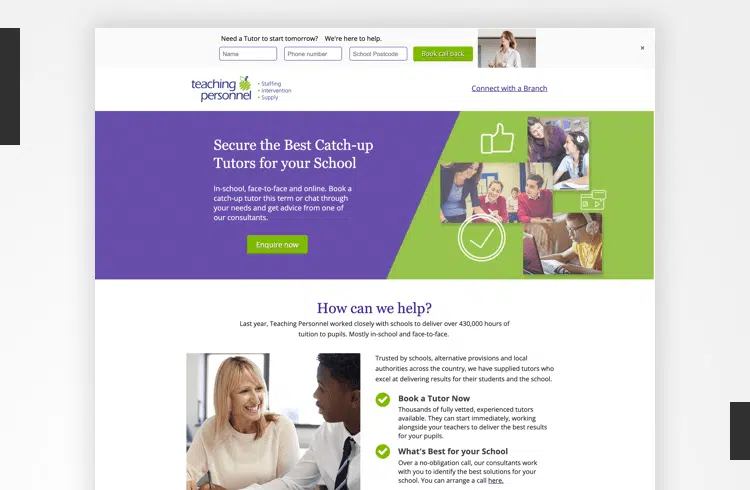 Need a Tutor to start tomorrow? We're here to help.
Name Phone number School Postcode Book call back ×
teaching personnel
• Staffing
• Intervention
• Supply
Connect with a Branch
Secure the Best Catch-up
Tutors for your School
In-school, face-to-face and online. Book a
catch-up tutor this term or chat through
your needs and get advice from one of
our consultants.
Enquire now
How can we help?
Last year, Teaching Personnel worked closely with schools to deliver over 430,000 hours of
tuition to pupils. Mostly in-school and face-to-face.
Trusted by schools, alternative provisions and local
authorities across the country, we have supplied tutors who
excel at delivering results for their students and the school.
Book a Tutor Now
Thousands of fully vetted, experienced tutors
available. They can start immediately, working
alongside your teachers to deliver the best results
for your pupils.
What's Best for your School
Over a no-obligation call, our consultants work
with you to identify the best solutions for your
school. You can arrange a call here.